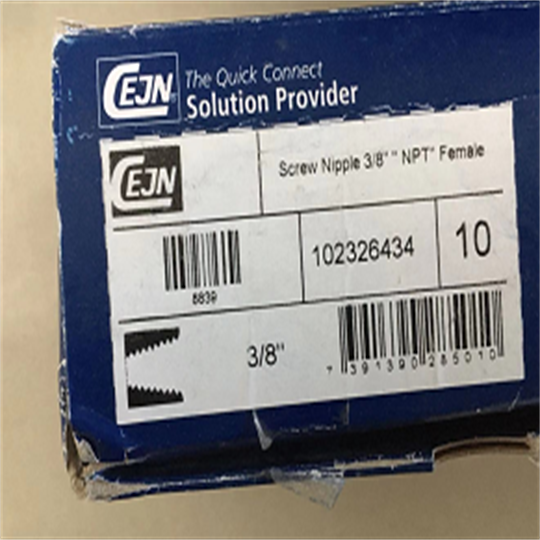 CEJN
The Quick Connect
Solution Provider
CEJN
Screw Nipple 3/8" " NPT" Female
8839
102326434
10
3/8"
7 391390 285010